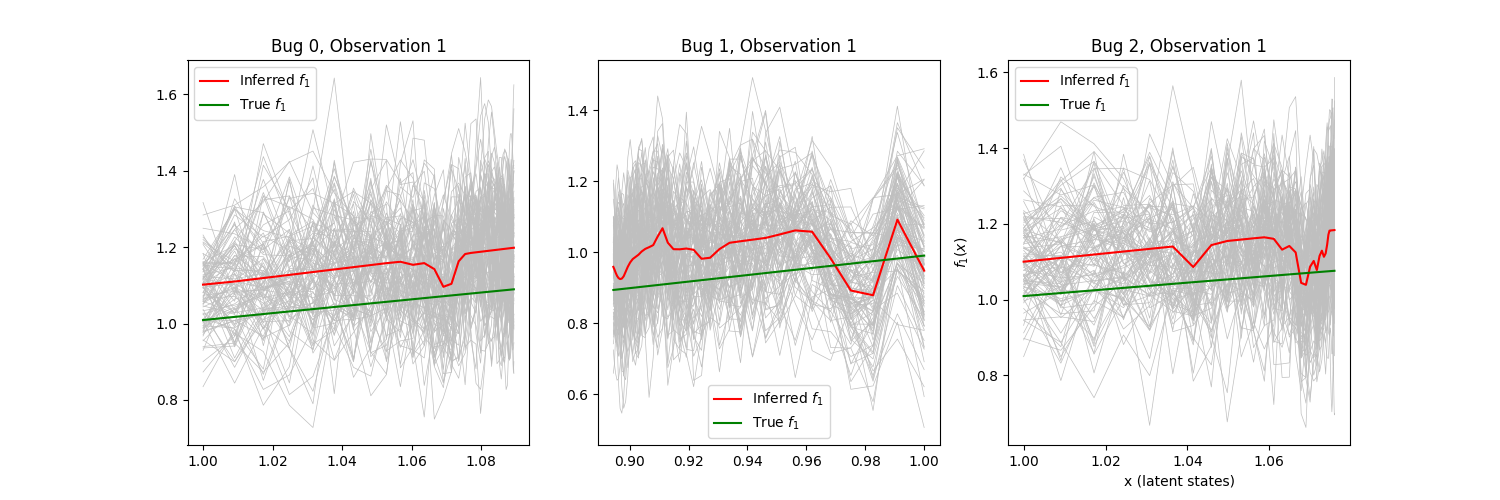 Bug 0, Observation 1
Inferred f₁
True f₁
1.6
1.4
1.2
1.0
0.8
1.00 1.02 1.04 1.06 1.08
Bug 1, Observation 1
1.4
1.2
1.0
0.8
0.6
Inferred f₁
True f₁
0.90 0.92 0.94 0.96 0.98 1.00
Bug 2, Observation 1
Inferred f₁
True f₁
f₁(x)
1.6
1.4
1.2
1.0
0.8
1.00 1.02 1.04 1.06
x (latent states)